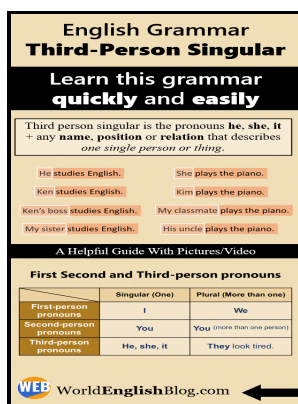 English Grammar
Third-Person Singular
Learn this grammar
quickly and easily
Third person singular is the pronouns he, she, it
+ any name, position or relation that describes
one single person or thing.
He studies English.
She plays the piano.
Ken studies English.
Kim plays the piano.
Ken's boss studies English.
My classmate plays the piano.
My sister studies English.
His uncle plays the piano.
A Helpful Guide With Pictures/Video
First Second and Third-person pronouns
Singular (One)
Plural (More than one)
First-person
pronouns
I
We
Second-person
pronouns
You
You (more than one person)
Third-person
pronouns
He, she, it
They look tired.
WEB
WorldEnglishBlog.com